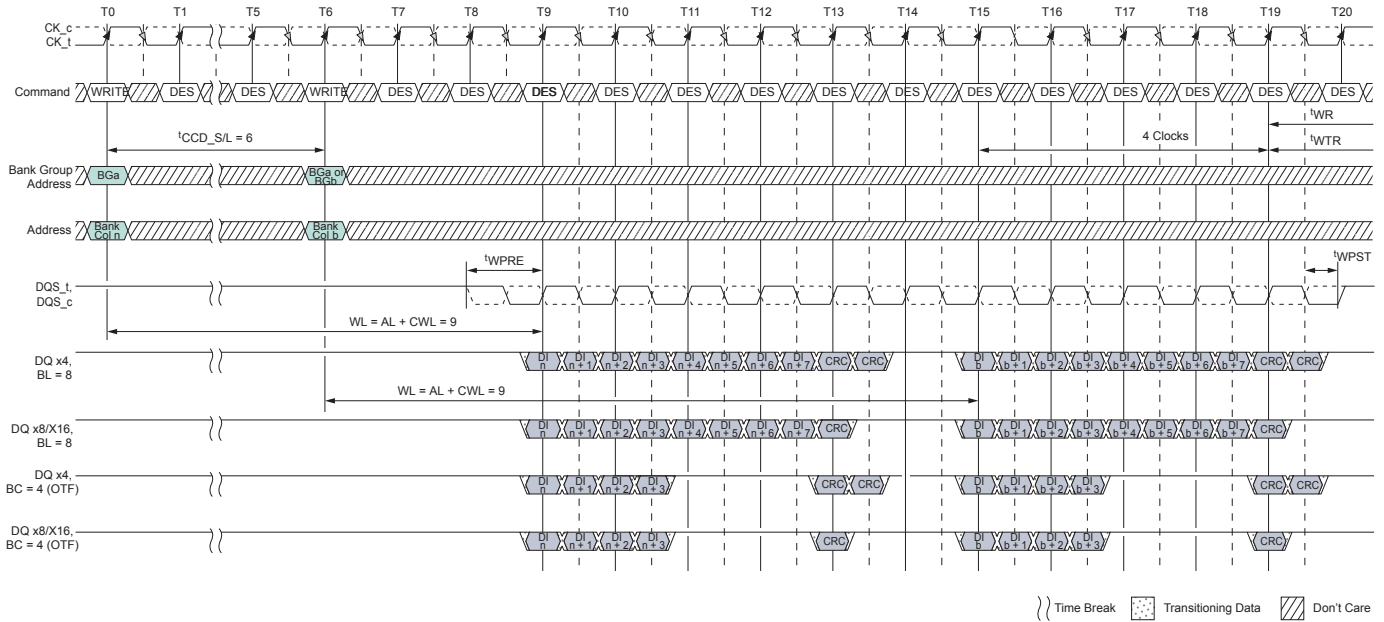 T0 T1 T5 T6 T7 T8 T9 T10 T11 T12 T13 T14 T15 T16 T17 T18 T19 T20
CK_c
CK_t
Command WRITE DES DES WRITE DES DES DES DES DES DES DES DES DES DES DES DES DES DES
tWR
tCCD_S/L = 6
4 Clocks
tWTR
Bank Group
Address
BGa
BGa or
BGb
Address
Bank
Col n
Bank
Col b
tWPRE
tWPST
DQS_t,
DQS_c
WL = AL + CWL = 9
DQ x4,
BL = 8
DI
n
DI
n + 1
DI
n + 2
DI
n + 3
DI
n + 4
DI
n + 5
DI
n + 6
DI
n + 7
CRC
CRC
DI
b
DI
b + 1
DI
b + 2
DI
b + 3
DI
b + 4
DI
b + 5
DI
b + 6
DI
b + 7
CRC
CRC
WL = AL + CWL = 9
DQ x8/X16,
BL = 8
DI
n
DI
n + 1
DI
n + 2
DI
n + 3
DI
n + 4
DI
n + 5
DI
n + 6
DI
n + 7
CRC
DI
b
DI
b + 1
DI
b + 2
DI
b + 3
DI
b + 4
DI
b + 5
DI
b + 6
DI
b + 7
CRC
DQ x4,
BC = 4 (OTF)
DI
n
DI
n + 1
DI
n + 2
DI
n + 3
CRC
CRC
DI
b
DI
b + 1
DI
b + 2
DI
b + 3
CRC
CRC
DQ x8/X16,
BC = 4 (OTF)
DI
n
DI
n + 1
DI
n + 2
DI
n + 3
CRC
DI
b
DI
b + 1
DI
b + 2
DI
b + 3
CRC
Time Break
Transitioning Data
Don't Care